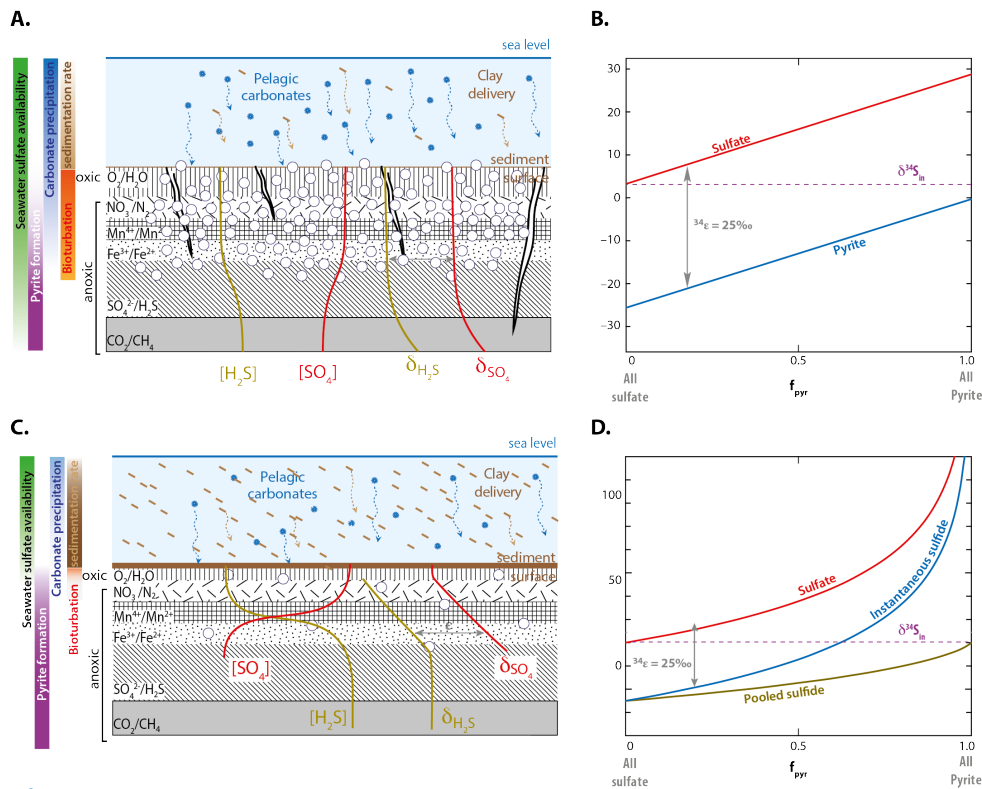 A.
sea level
Seawater sulfate availability
Pyrite formation
Carbonate precipitation
sedimentation rate
Bioturbation
Pelagic
carbonates
Clay
delivery
sediment
surface
oxic
anoxic
O2/H2O
NO3/N2
Mn4+/Mn
Fe3+/Fe2+
SO42-/H2S
CO2/CH4
[H2S]
[SO4]
δH2S
δSO4
B.
30
20
10
0
−10
−20
−30
Sulfate
δ34Sin
34ε = 25‰
Pyrite
0
0.5
1.0
All
sulfate
fpyr
All
Pyrite
C.
sea level
Seawater sulfate availability
Pyrite formation
Carbonate precipitation
sedimentation rate
Bioturbation
Pelagic
carbonates
Clay
delivery
sediment
surface
oxic
anoxic
O2/H2O
NO3/N2
Mn4+/Mn2+
Fe3+/Fe2+
SO42-/H2S
CO2/CH4
ε
[SO4]
δSO4
[H2S]
δH2S
D.
100
50
0
Sulfate
Instantaneous sulfide
δ34Sin
34ε = 25‰
Pooled sulfide
0
0.5
1.0
All
sulfate
fpyr
All
Pyrite